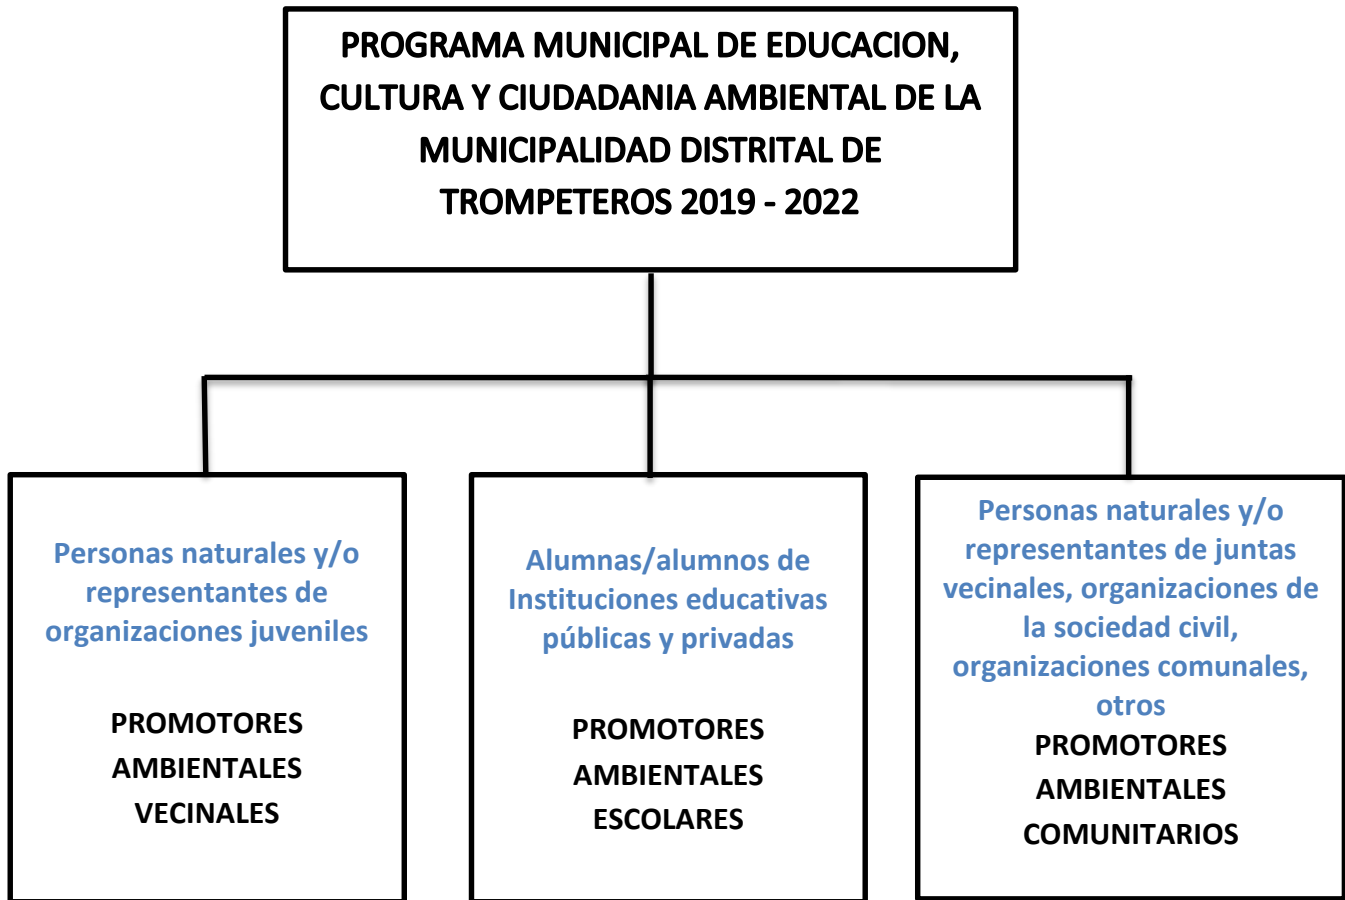 PROGRAMA MUNICIPAL DE EDUCACION,
CULTURA Y CIUDADANIA AMBIENTAL DE LA
MUNICIPALIDAD DISTRITAL DE
TROMPETEROS 2019 - 2022
Personas naturales y/o
representantes de
organizaciones juveniles
PROMOTORES
AMBIENTALES
VECINALES
Alumnas/alumnos de
Instituciones educativas
públicas y privadas
PROMOTORES
AMBIENTALES
ESCOLARES
Personas naturales y/o
representantes de juntas
vecinales, organizaciones de
la sociedad civil,
organizaciones comunales,
otros
PROMOTORES
AMBIENTALES
COMUNITARIOS